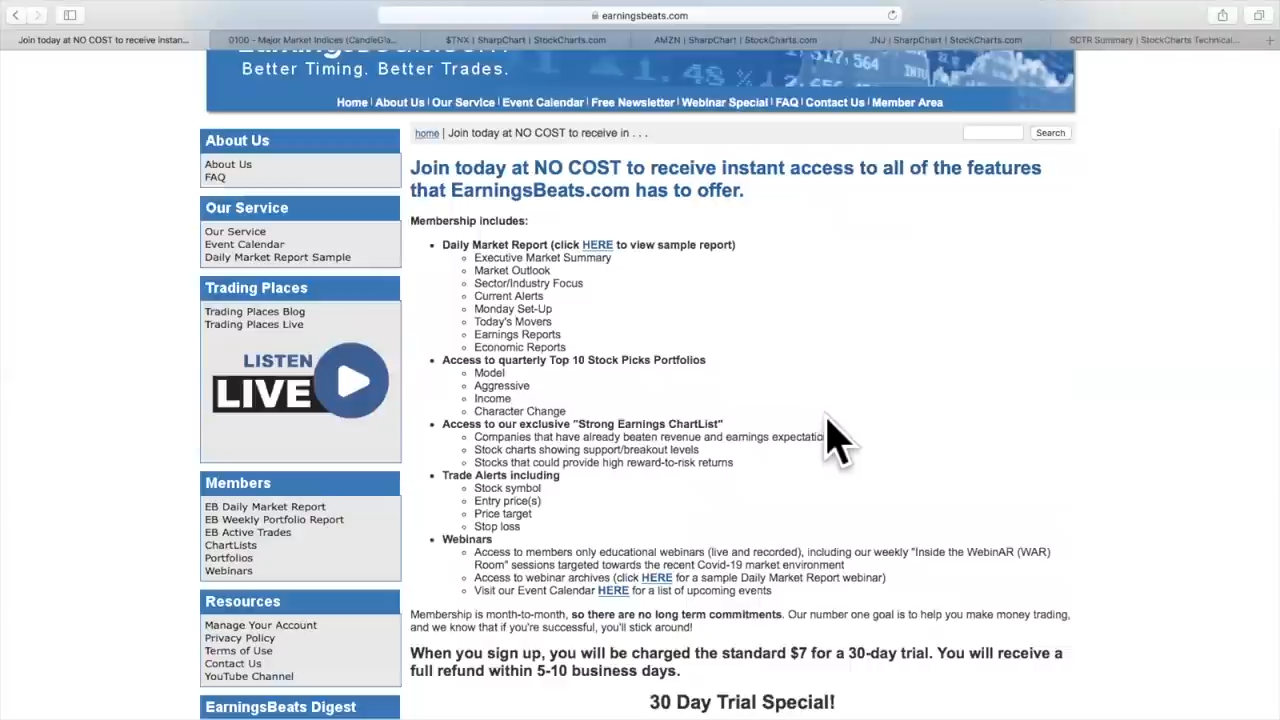 earningsbeats.com
Join today at NO COST to receive instan...
0100 - Major Market Indices (CandleGla...
$TNX | SharpChart | StockCharts.com
AMZN | SharpChart | StockCharts.com
JNJ | SharpChart | StockCharts.com
SCTR Summary | StockCharts Technical...
Better Timing. Better Trades.
Home | About Us | Our Service | Event Calendar | Free Newsletter | Webinar Special | FAQ | Contact Us | Member Area
About Us
About Us
FAQ
Our Service
Our Service
Event Calendar
Daily Market Report Sample
Trading Places
Trading Places Blog
Trading Places Live
LISTEN
LIVE
Members
EB Daily Market Report
EB Weekly Portfolio Report
EB Active Trades
ChartLists
Portfolios
Webinars
Resources
Manage Your Account
Privacy Policy
Terms of Use
Contact Us
YouTube Channel
EarningsBeats Digest
home | Join today at NO COST to receive in . . .
Search
Join today at NO COST to receive instant access to all of the features
that EarningsBeats.com has to offer.
Membership includes:
• Daily Market Report (click HERE to view sample report)
Executive Market Summary
Market Outlook
Sector/Industry Focus
Current Alerts
Monday Set-Up
Today's Movers
Earnings Reports
Economic Reports
• Access to quarterly Top 10 Stock Picks Portfolios
Model
Aggressive
Income
Character Change
• Access to our exclusive "Strong Earnings ChartList"
Companies that have already beaten revenue and earnings expectatio
Stock charts showing support/breakout levels
Stocks that could provide high reward-to-risk returns
• Trade Alerts including
Stock symbol
Entry price(s)
Price target
Stop loss
• Webinars
Access to members only educational webinars (live and recorded), including our weekly "Inside the WebinAR (WAR)
Room" sessions targeted towards the recent Covid-19 market environment
Access to webinar archives (click HERE for a sample Daily Market Report webinar)
Visit our Event Calendar HERE for a list of upcoming events
Membership is month-to-month, so there are no long term commitments. Our number one goal is to help you make money trading,
and we know that if you're successful, you'll stick around!
When you sign up, you will be charged the standard $7 for a 30-day trial. You will receive a
full refund within 5-10 business days.
30 Day Trial Special!